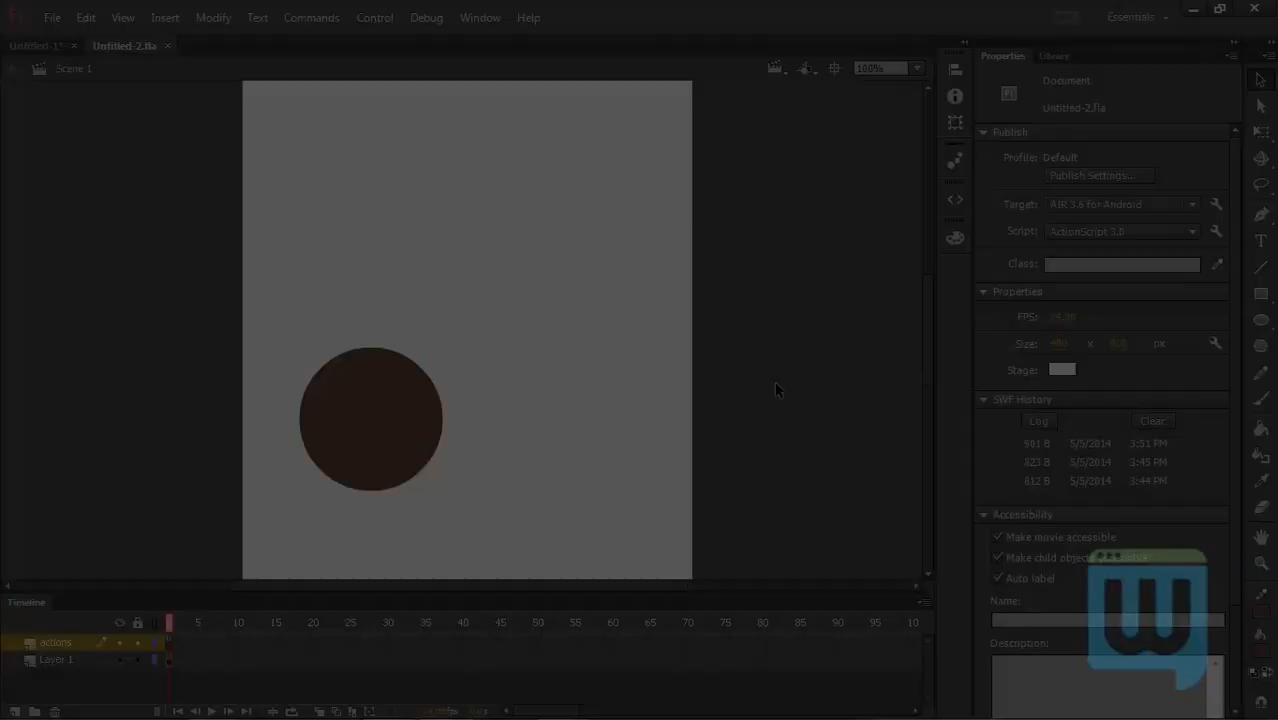 File Edit View Insert Modify Text Commands Control Debug Window Help
Essentials
Untitled-1* × Untitled-2.fla ×
Scene 1
100%
Properties Library
Document
Untitled-2.fla
Publish
Profile: Default
Publish Settings...
Target: AIR 3.6 for Android
Script: ActionScript 3.0
Class:
Properties
FPS: 24.00
Size: 480 x px
Stage:
SWF History
Log Clear
901 B 5/5/2014 3:51 PM
823 B 5/5/2014 3:45 PM
812 B 5/5/2014 3:44 PM
Accessibility
Make movie accessible
Make child objects
Auto label
Name:
Description:
Timeline
5 10 15 20 25 30 35 40 45 50 55 60 65 70 75 80 85 90 95 10
actions
Layer 1
W